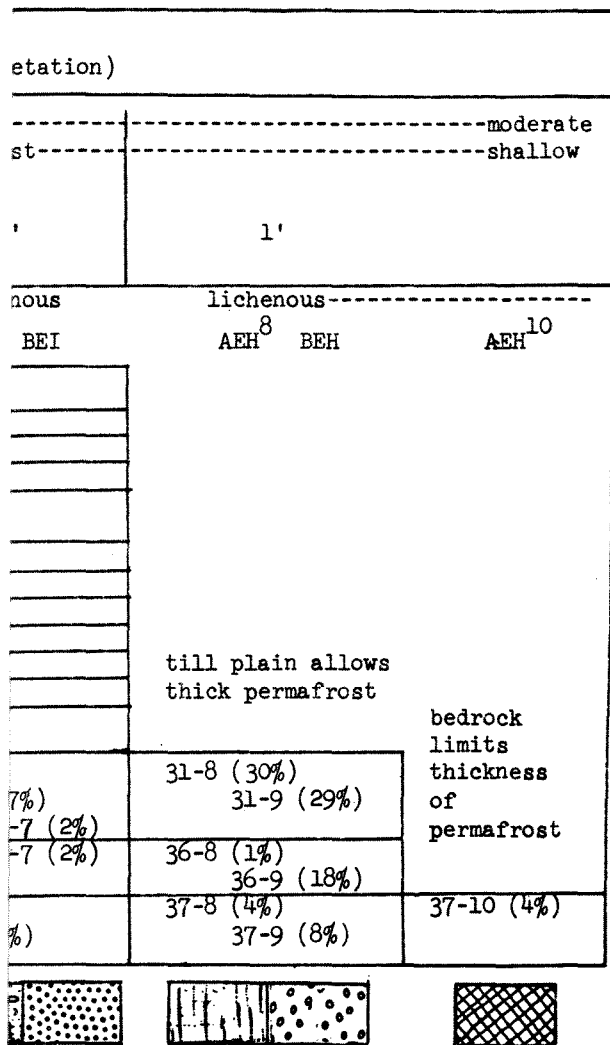 etation)
moderate
st shallow
' 1'
nous lichenous
BEI AEH8 BEH AEH10
till plain allows
thick permafrost
bedrock
limits
thickness
of
permafrost
31-8 (30%)
7%) 31-9 (29%)
-7 (2%)
-7 (2%) 36-8 (1%)
36-9 (18%)
37-8 (4%) 37-10 (4%)
%) 37-9 (8%)